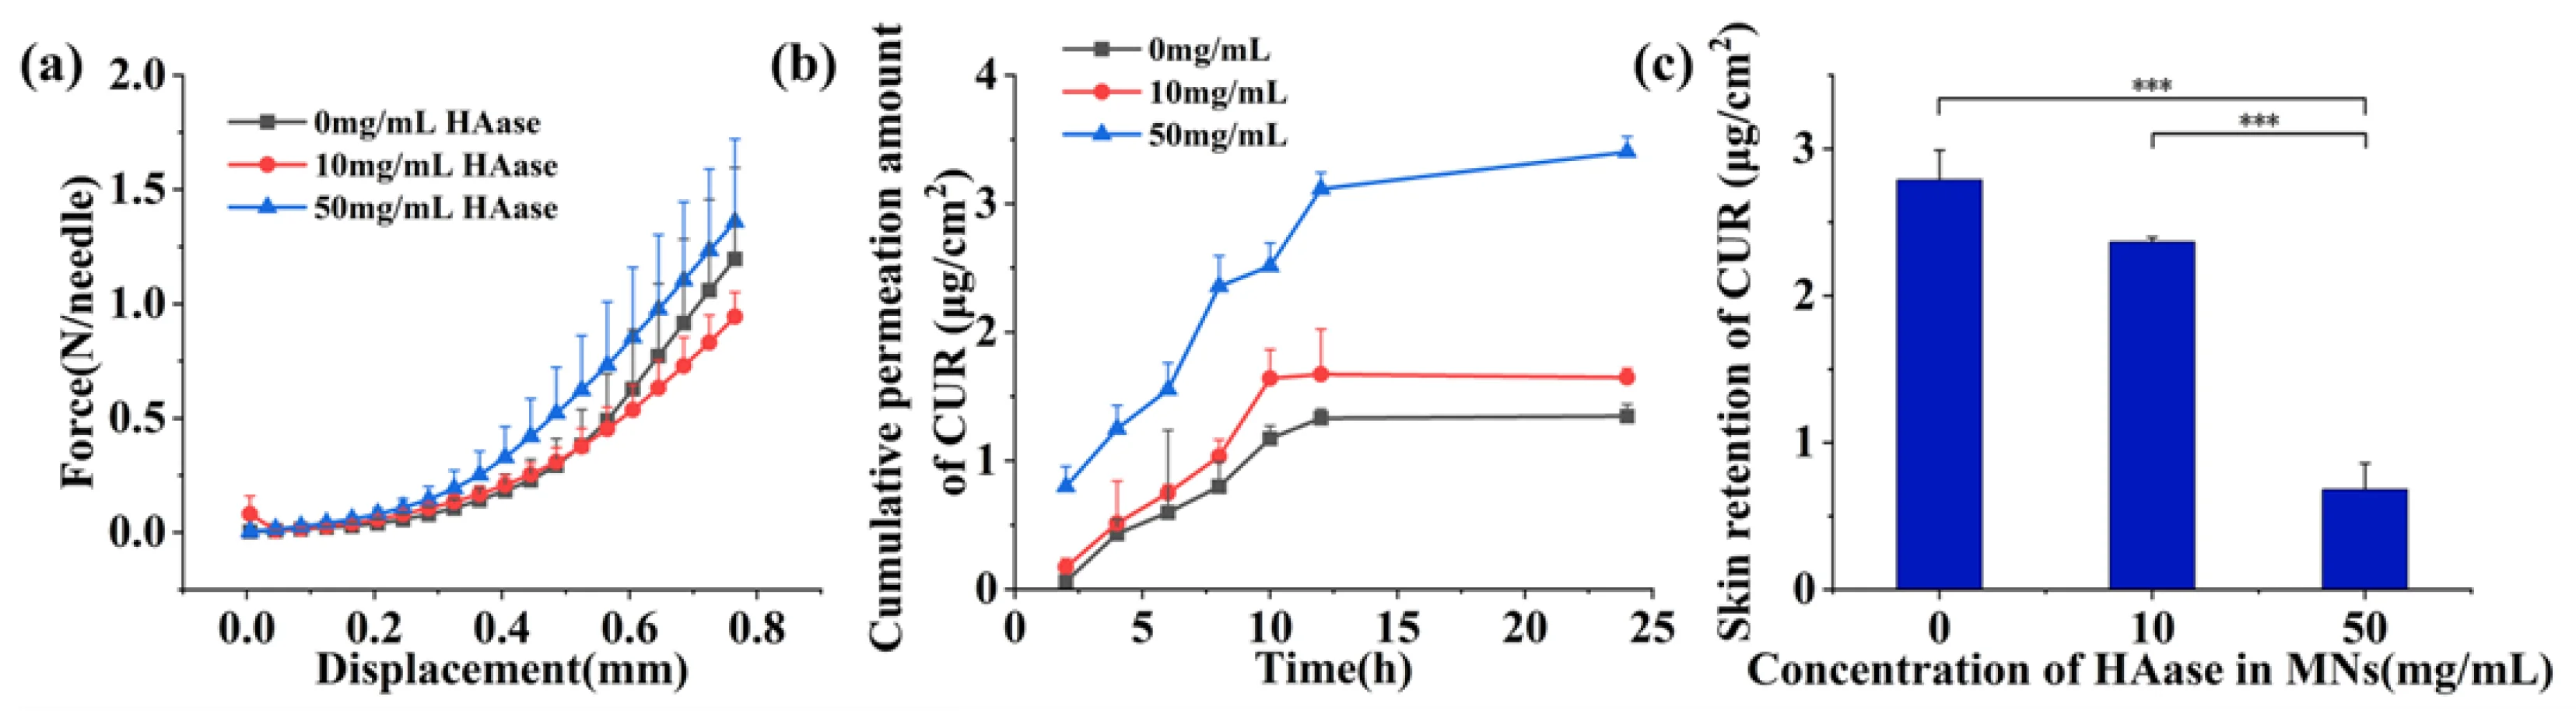 (a)
2.0
1.5
1.0
0.5
0.0
Force(N/needle)
0mg/mL HAase
10mg/mL HAase
50mg/mL HAase
0.0 0.2 0.4 0.6 0.8
Displacement(mm)
(b)
Cumulative permeation amount
of CUR (μg/cm²)
4
3
2
1
0
0mg/mL
10mg/mL
50mg/mL
0 5 10 15 20 25
Time(h)
(c)
Skin retention of CUR (μg/cm²)
3
2
1
0
***
***
0 10 50
Concentration of HAase in MNs(mg/mL)